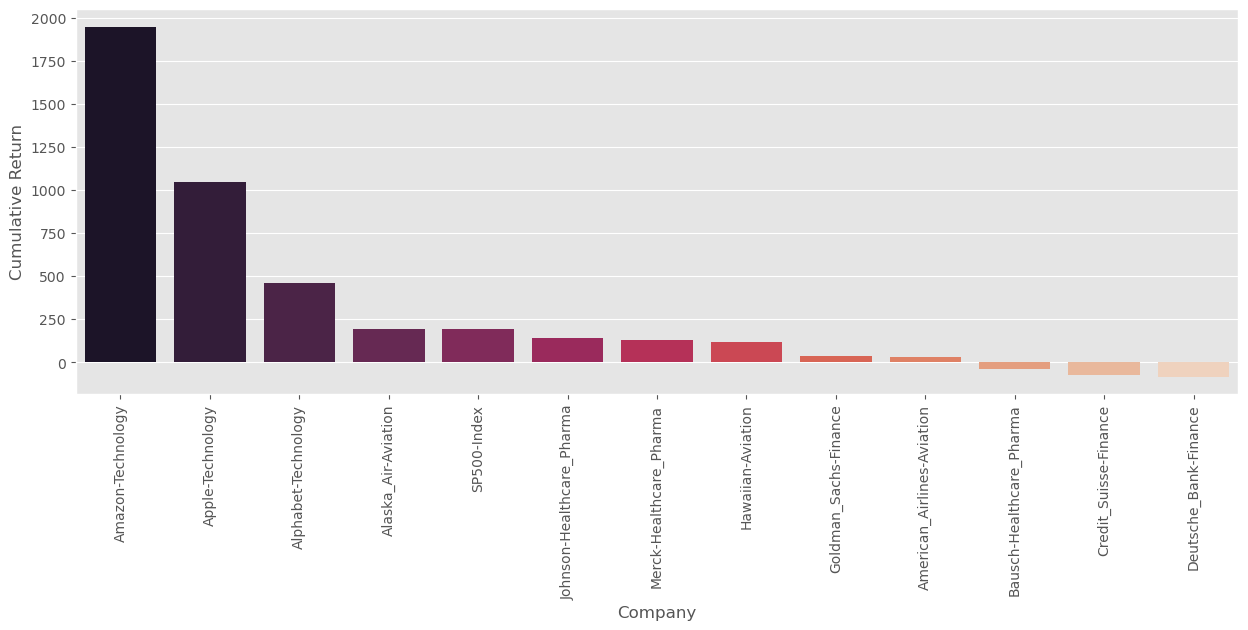 2000
1750
1500
1250
1000
750
500
250
0
Cumulative Return
Amazon-Technology
Apple-Technology
Alphabet-Technology
Alaska_Air-Aviation
SP500-Index
Johnson-Healthcare_Pharma
Merck-Healthcare_Pharma
Hawaiian-Aviation
Goldman_Sachs-Finance
American_Airlines-Aviation
Bausch-Healthcare_Pharma
Credit_Suisse-Finance
Deutsche_Bank-Finance
Company